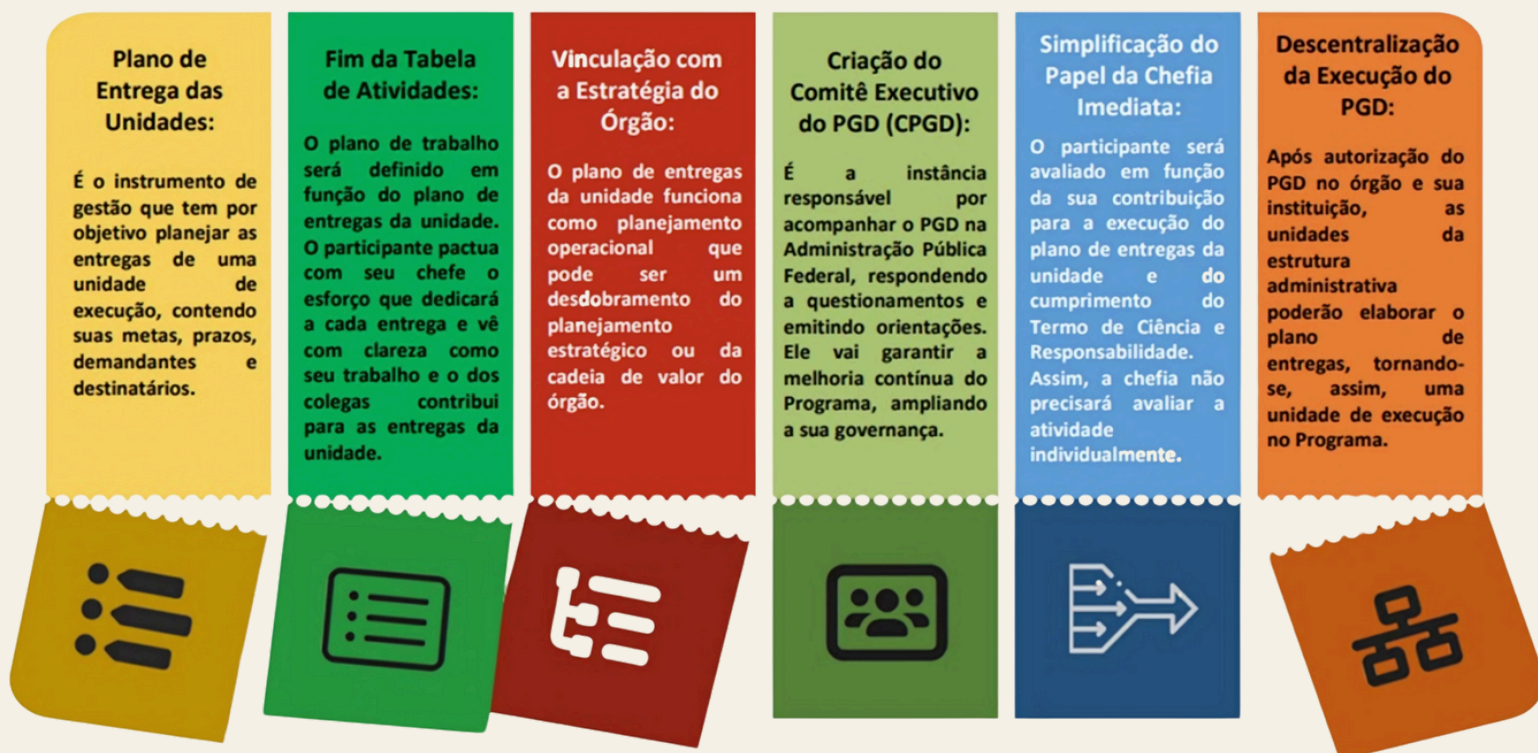 Plano de
Entrega das
Unidades:
É o instrumento de
gestão que tem por
objetivo planejar as
entregas de uma
unidade de
execução, contendo
suas metas, prazos,
demandantes e
destinatários.
Fim da Tabela
de Atividades:
O plano de trabalho
será definido em
função do plano de
entregas da unidade.
O participante pactua
com seu chefe o
esforço que dedicará
a cada entrega e vê
com clareza como
seu trabalho e o dos
colegas contribui
para as entregas da
unidade.
Vinculação com
a Estratégia do
Órgão:
O plano de entregas
da unidade funciona
como planejamento
operacional que
pode ser um
desdobramento do
planejamento
estratégico ou da
cadeia de valor do
órgão.
Criação do
Comitê Executivo
do PGD (CPGD):
É a instância
responsável por
acompanhar o PGD na
Administração Pública
Federal, respondendo
a questionamentos e
emitindo orientações.
Ele vai garantir a
melhoria contínua do
Programa, ampliando
a sua governança.
Simplificação do
Papel da Chefia
Imediata:
O participante será
avaliado em função
da sua contribuição
para a execução do
plano de entregas da
unidade e do
cumprimento do
Termo de Ciência e
Responsabilidade.
Assim, a chefia não
precisará avaliar a
atividade
individualmente.
Descentralização
da Execução do
PGD:
Após autorização do
PGD no órgão e sua
instituição, as
unidades da
estrutura
administrativa
poderão elaborar o
plano de
entregas, tornando-
se, assim, uma
unidade de execução
no Programa.